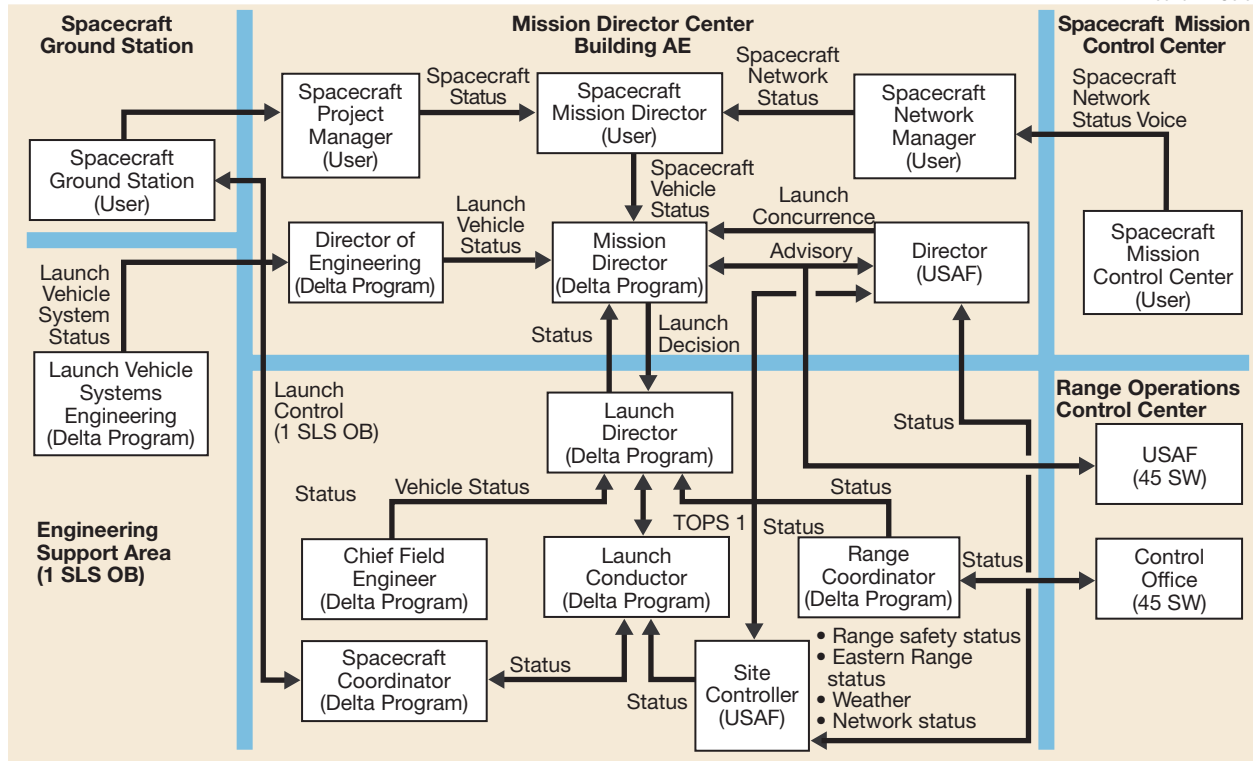 Spacecraft
Ground Station
Mission Director Center
Building AE
Spacecraft Mission
Control Center
Spacecraft
Project
Manager
(User)
Spacecraft
Status
Spacecraft
Mission Director
(User)
Spacecraft
Network
Status
Spacecraft
Network
Manager
(User)
Spacecraft
Network
Status Voice
Spacecraft
Ground Station
(User)
Spacecraft
Vehicle
Status
Launch
Concurrence
Launch
Vehicle
Status
Director of
Engineering
(Delta Program)
Mission
Director
(Delta Program)
Advisory
Director
(USAF)
Spacecraft
Mission
Control Center
(User)
Launch
Vehicle
System
Status
Status
Launch
Decision
Launch Vehicle
Systems
Engineering
(Delta Program)
Launch
Control
(1 SLS OB)
Launch
Director
(Delta Program)
Status
Range Operations
Control Center
USAF
(45 SW)
Status
Vehicle Status
Status
TOPS 1
Status
Engineering
Support Area
(1 SLS OB)
Chief Field
Engineer
(Delta Program)
Launch
Conductor
(Delta Program)
Range
Coordinator
(Delta Program)
Status
Control
Office
(45 SW)
Spacecraft
Coordinator
(Delta Program)
Status
Status
Site
Controller
(USAF)
• Range safety status
• Eastern Range
status
• Weather
• Network status